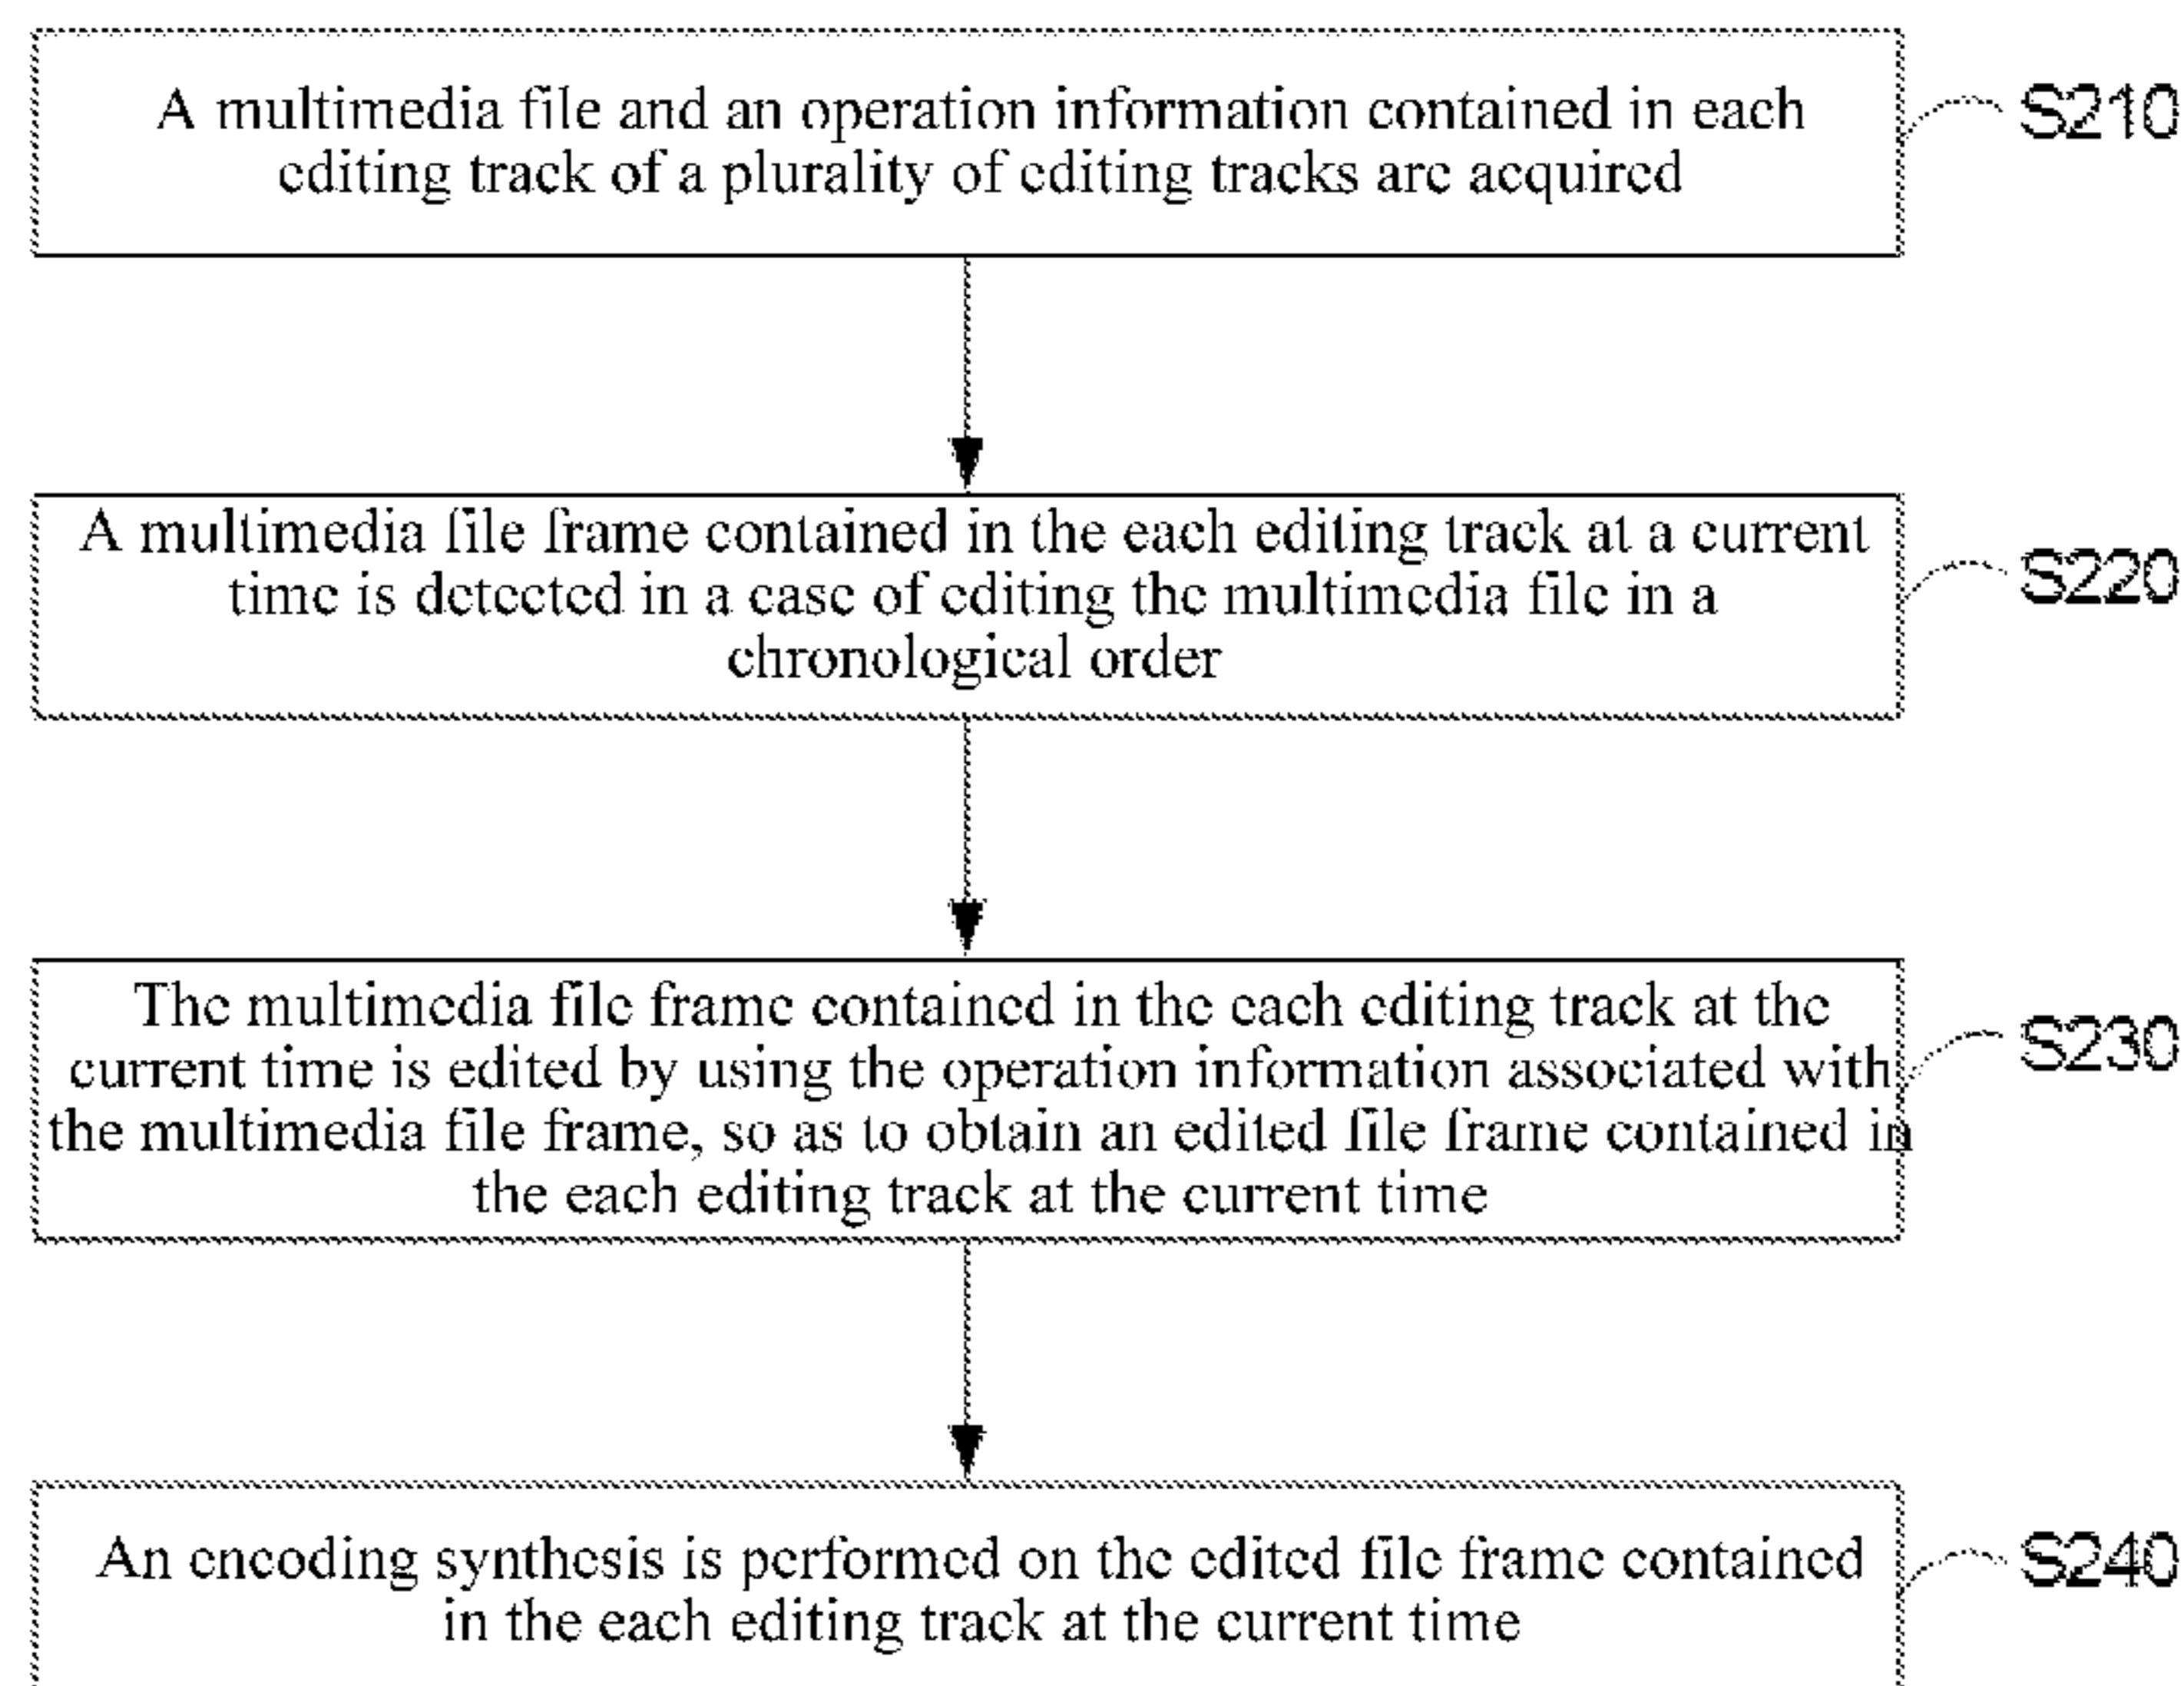 A multimedia file and an operation information contained in each
editing track of a plurality of editing tracks are acquired
S210
A multimedia file frame contained in the each editing track at a current
time is detected in a case of editing the multimedia file in a
chronological order
S220
The multimedia file frame contained in the each editing track at the
current time is edited by using the operation information associated with
the multimedia file frame, so as to obtain an edited file frame contained in
the each editing track at the current time
S230
An encoding synthesis is performed on the edited file frame contained
in the each editing track at the current time
S240